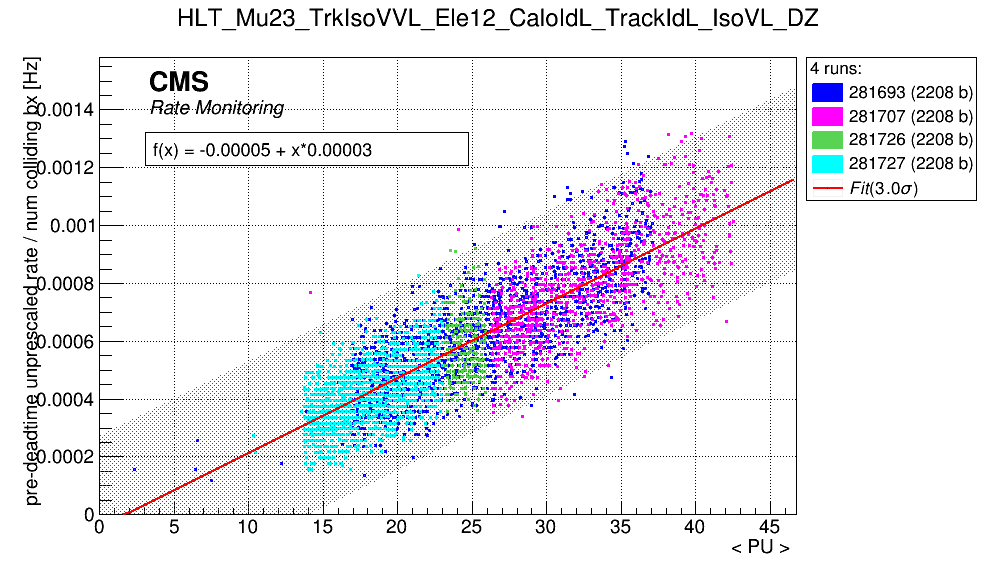 HLT_Mu23_TrkIsoVVL_Ele12_CaloIdL_TrackIdL_IsoVL_DZ
pre-deadtime unprescaled rate / num colliding bx [Hz]
CMS
Rate Monitoring
f(x) = -0.00005 + x*0.00003
0.0014
0.0012
0.001
0.0008
0.0006
0.0004
0.0002
0
0 5 10 15 20 25 30 35 40 45
< PU >
4 runs:
281693 (2208 b)
281707 (2208 b)
281726 (2208 b)
281727 (2208 b)
Fit(3.0σ)